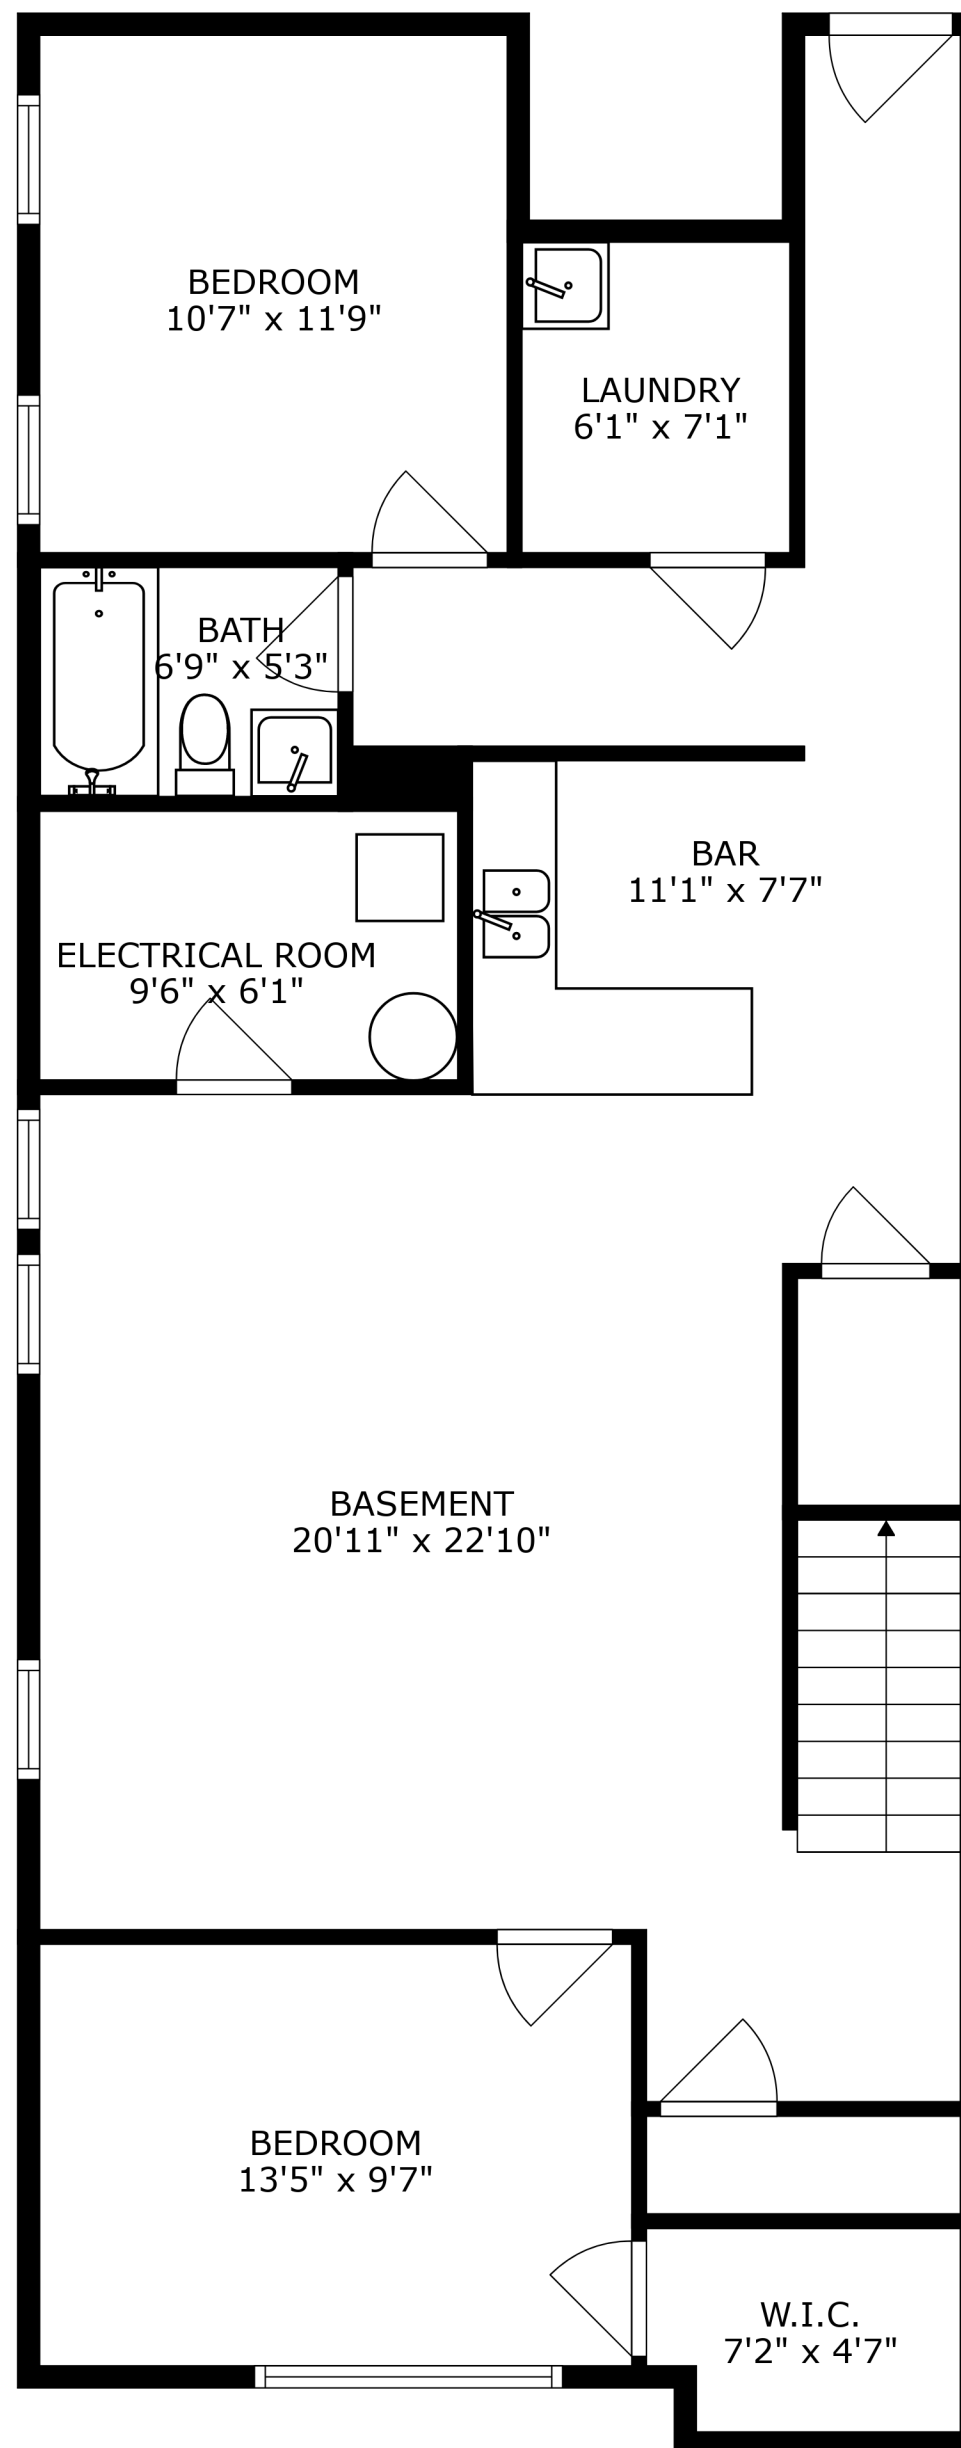 BEDROOM
10'7" x 11'9"
LAUNDRY
6'1" x 7'1"
BATH
6'9" x 5'3"
BAR
11'1" x 7'7"
ELECTRICAL ROOM
9'6" x 6'1"
BASEMENT
20'11" x 22'10"
BEDROOM
13'5" x 9'7"
W.I.C.
7'2" x 4'7"